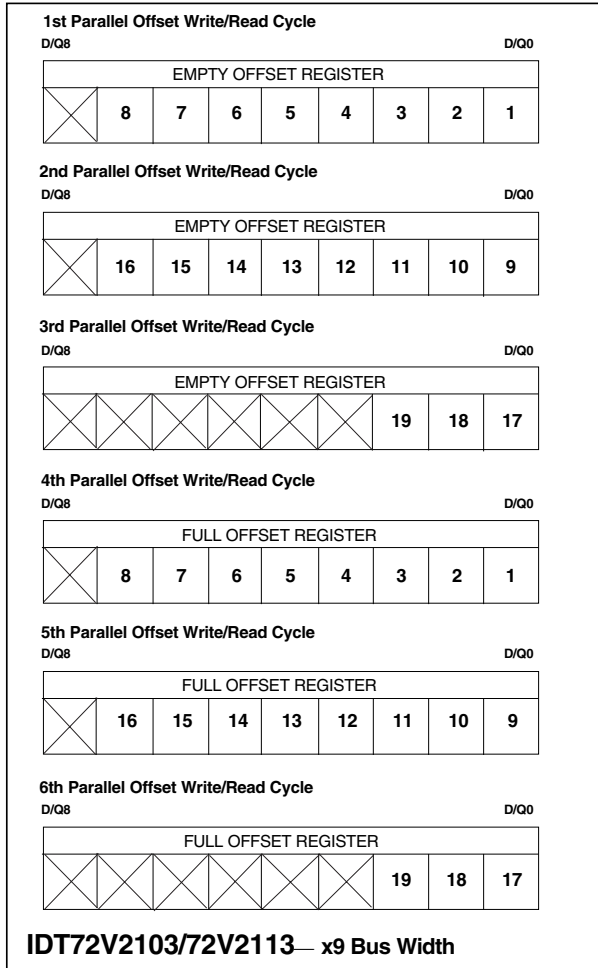 1st Parallel Offset Write/Read Cycle
D/Q8 D/Q0
EMPTY OFFSET REGISTER
8 7 6 5 4 3 2 1
2nd Parallel Offset Write/Read Cycle
D/Q8 D/Q0
EMPTY OFFSET REGISTER
16 15 14 13 12 11 10 9
3rd Parallel Offset Write/Read Cycle
D/Q8 D/Q0
EMPTY OFFSET REGISTER
19 18 17
4th Parallel Offset Write/Read Cycle
D/Q8 D/Q0
FULL OFFSET REGISTER
8 7 6 5 4 3 2 1
5th Parallel Offset Write/Read Cycle
D/Q8 D/Q0
FULL OFFSET REGISTER
16 15 14 13 12 11 10 9
6th Parallel Offset Write/Read Cycle
D/Q8 D/Q0
FULL OFFSET REGISTER
19 18 17
IDT72V2103/72V2113— x9 Bus Width